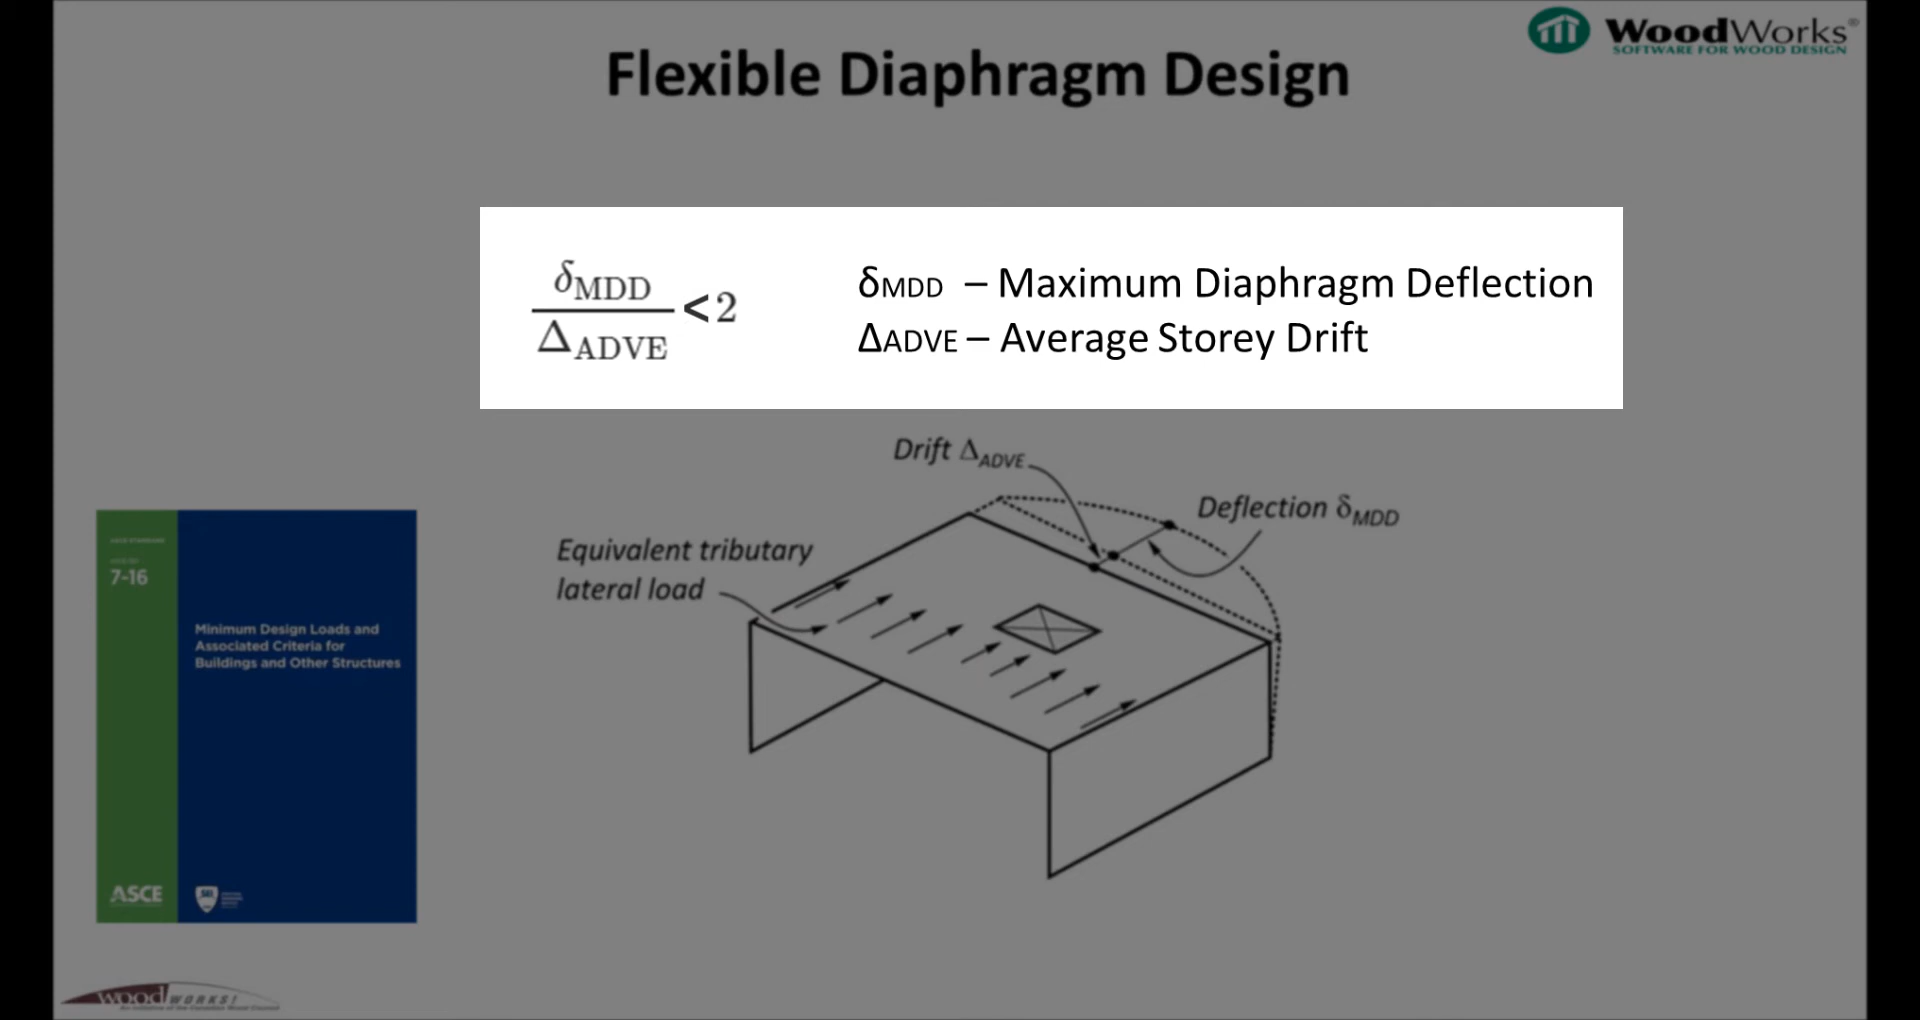 WoodWorks®
SOFTWARE FOR WOOD DESIGN
Flexible Diaphragm Design
δMDD
ΔADVE
< 2
δMDD – Maximum Diaphragm Deflection
ΔADVE – Average Storey Drift
Drift ΔADVE
Deflection δMDD
Equivalent tributary
lateral load
7-16
Minimum Design Loads and
Associated Criteria for
Buildings and Other Structures
ASCE
SEI
wood WORKS!